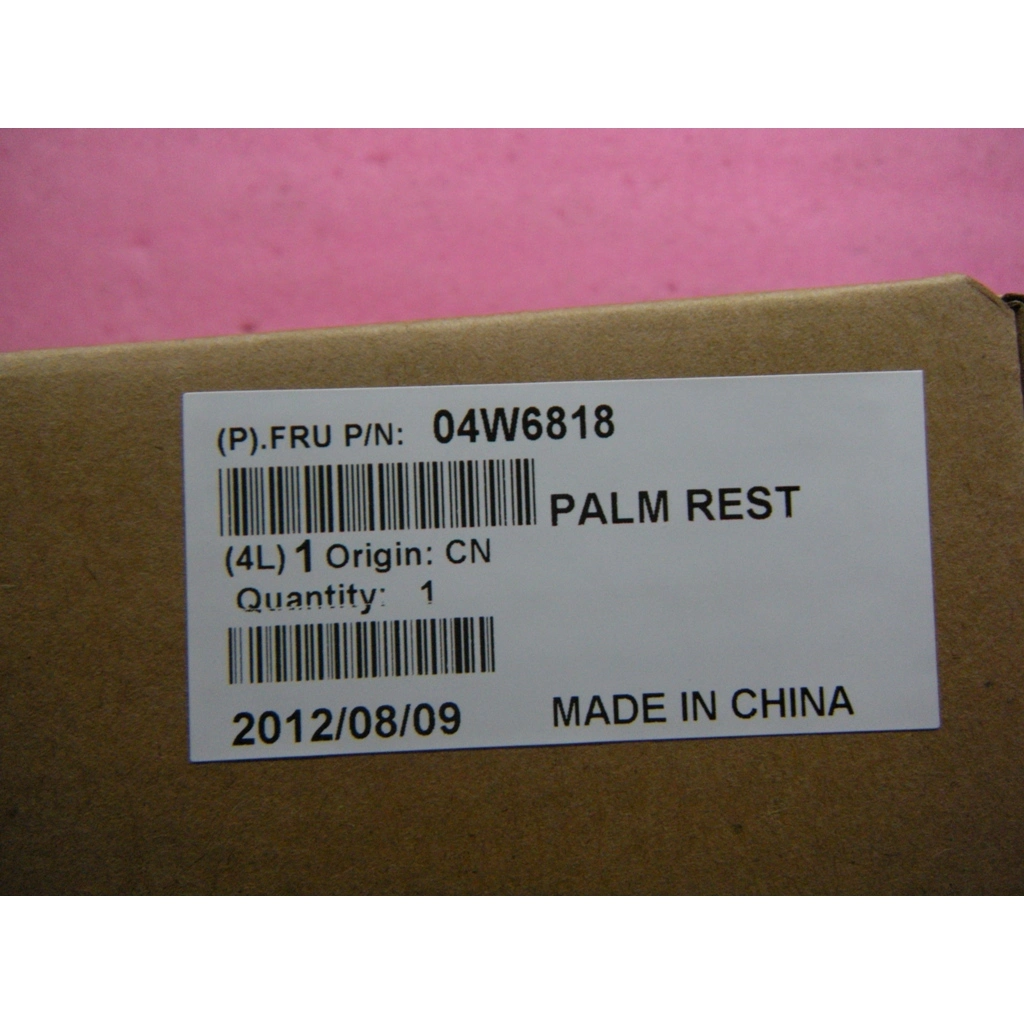 (P).FRU P/N: 04W6818
PALM REST
(4L) 1 Origin: CN
Quantity: 1
2012/08/09 MADE IN CHINA